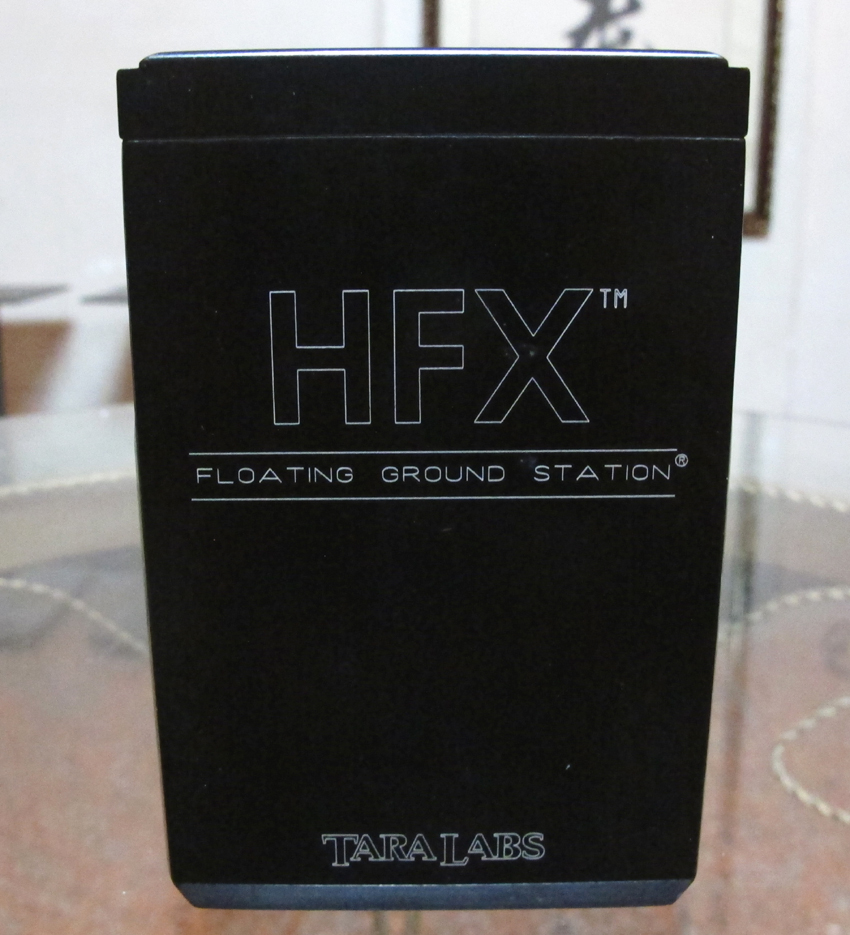 HFX™
FLOATING GROUND STATION®
TARA LABS